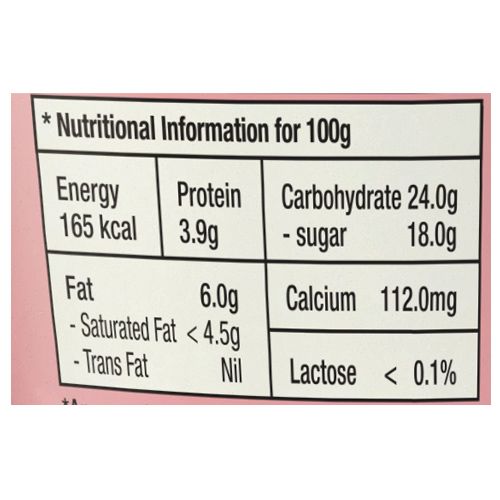 * Nutritional Information for 100g
Energy
165 kcal
Protein
3.9g
Carbohydrate 24.0g
- sugar 18.0g
Fat 6.0g
- Saturated Fat < 4.5g
- Trans Fat Nil
Calcium 112.0mg
Lactose < 0.1%